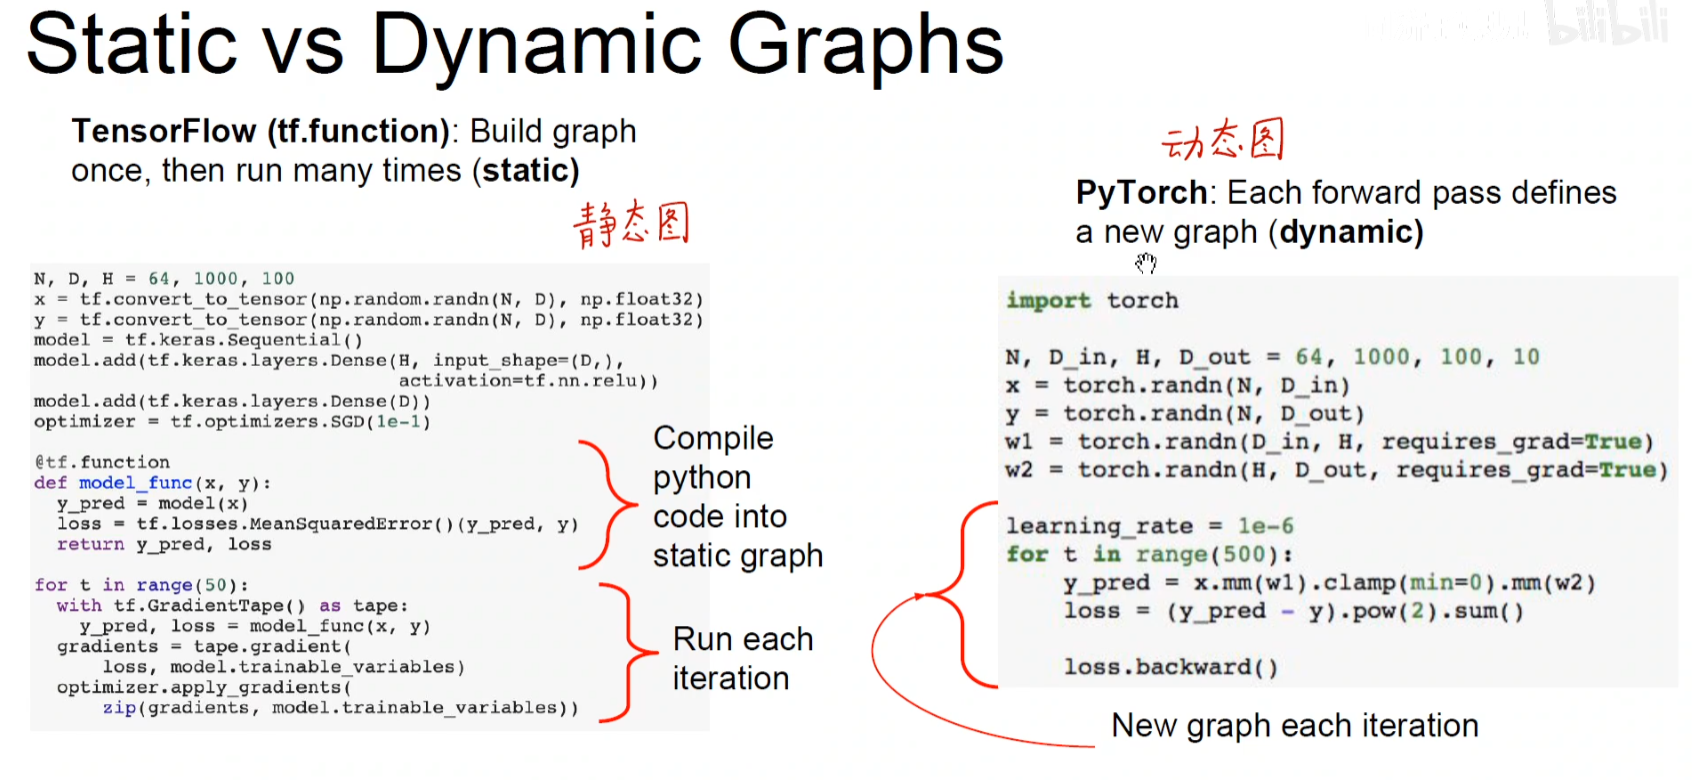 Static vs Dynamic Graphs
bilibili
TensorFlow (tf.function): Build graph
once, then run many times (static)
静态图
N, D, H = 64, 1000, 100
x = tf.convert_to_tensor(np.random.randn(N, D), np.float32)
y = tf.convert_to_tensor(np.random.randn(N, D), np.float32)
model = tf.keras.Sequential()
model.add(tf.keras.layers.Dense(H, input_shape=(D,),
activation=tf.nn.relu))
model.add(tf.keras.layers.Dense(D))
optimizer = tf.optimizers.SGD(1e-1)
@tf.function
def model_func(x, y):
y_pred = model(x)
loss = tf.losses.MeanSquaredError()(y_pred, y)
return y_pred, loss
for t in range(50):
with tf.GradientTape() as tape:
y_pred, loss = model_func(x, y)
gradients = tape.gradient(
loss, model.trainable_variables)
optimizer.apply_gradients(
zip(gradients, model.trainable_variables))
Compile
python
code into
static graph
Run each
iteration
动态图
PyTorch: Each forward pass defines
a new graph (dynamic)
import torch
N, D_in, H, D_out = 64, 1000, 100, 10
x = torch.randn(N, D_in)
y = torch.randn(N, D_out)
w1 = torch.randn(D_in, H, requires_grad=True)
w2 = torch.randn(H, D_out, requires_grad=True)
learning_rate = 1e-6
for t in range(500):
y_pred = x.mm(w1).clamp(min=0).mm(w2)
loss = (y_pred - y).pow(2).sum()
loss.backward()
New graph each iteration